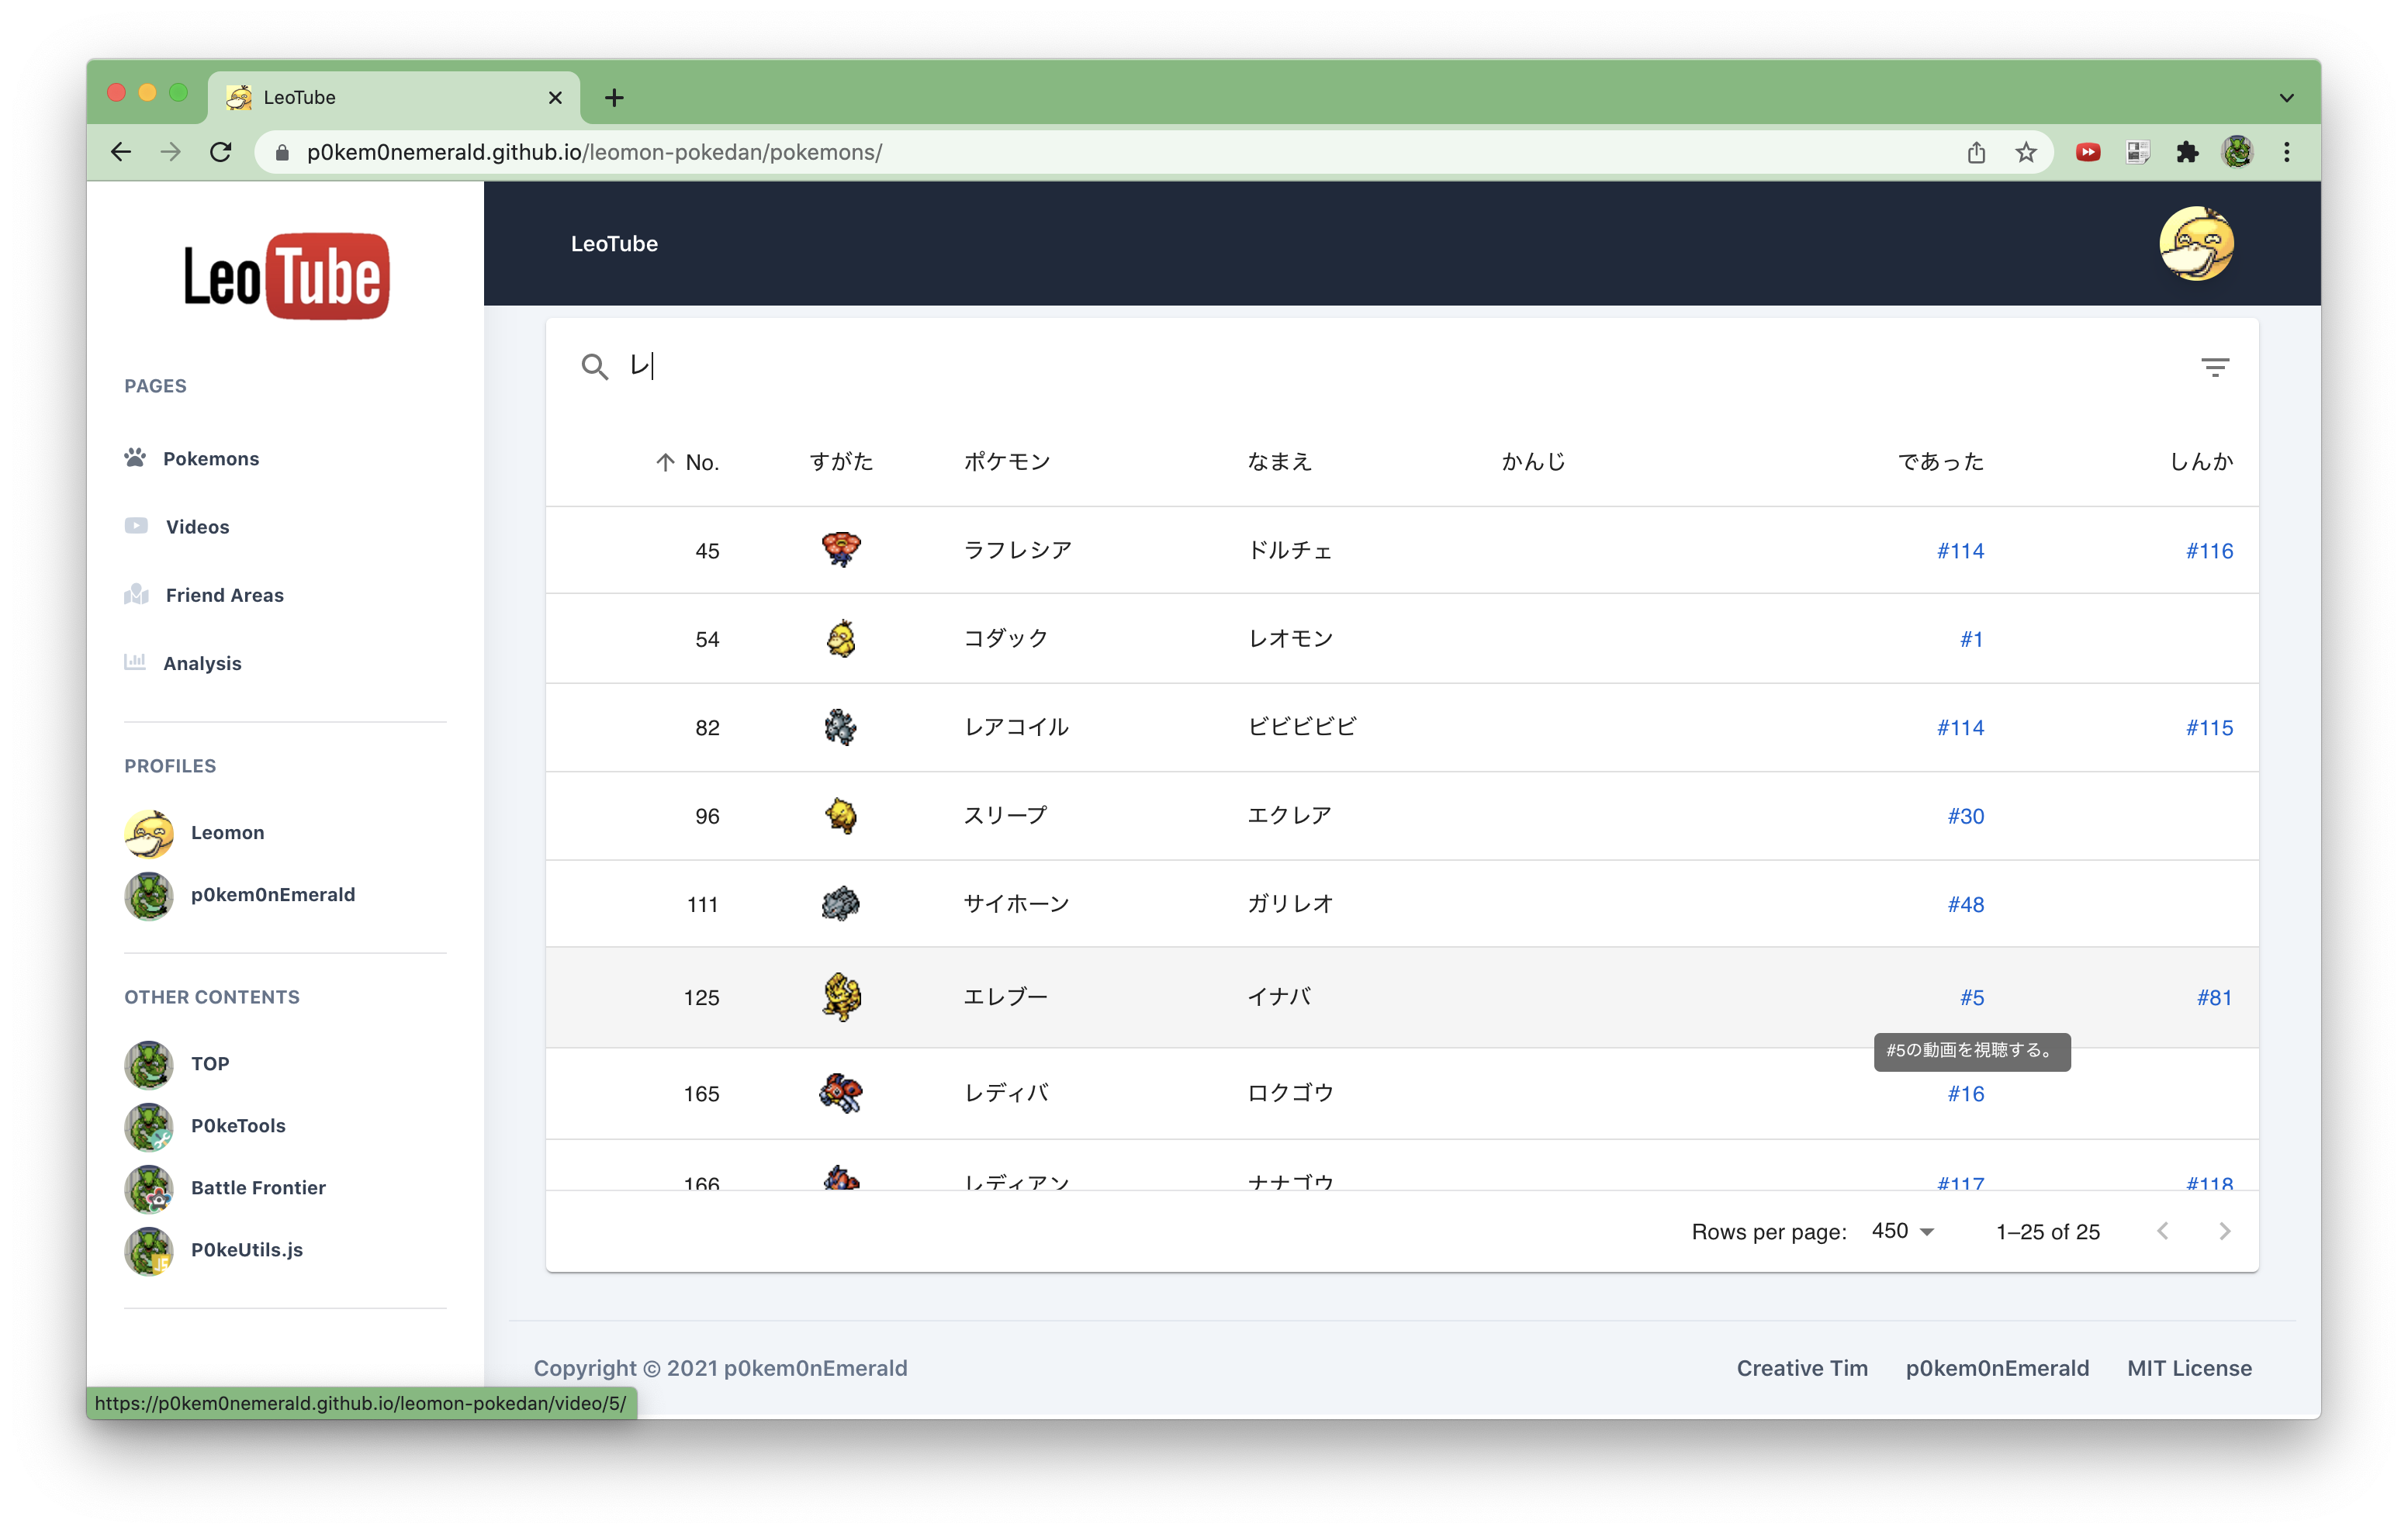 LeoTube
p0kem0nemerald.github.io/leomon-pokedan/pokemons/
LeoTube
PAGES
Pokemons
Videos
Friend Areas
Analysis
PROFILES
Leomon
p0kem0nEmerald
OTHER CONTENTS
TOP
P0keTools
Battle Frontier
P0keUtils.js
LeoTube
レ
No. すがた ポケモン なまえ かんじ であった しんか
45 ラフレシア ドルチェ #114 #116
54 コダック レオモン #1
82 レアコイル ビビビビビ #114 #115
96 スリープ エクレア #30
111 サイホーン ガリレオ #48
125 エレブー イナバ #5 #81
#5の動画を視聴する。
165 レディバ ロクゴウ #16
166 レディアン ナナゴウ #117 #118
Rows per page: 450 1–25 of 25
Copyright © 2021 p0kem0nEmerald Creative Tim p0kem0nEmerald MIT License
https://p0kem0nemerald.github.io/leomon-pokedan/video/5/